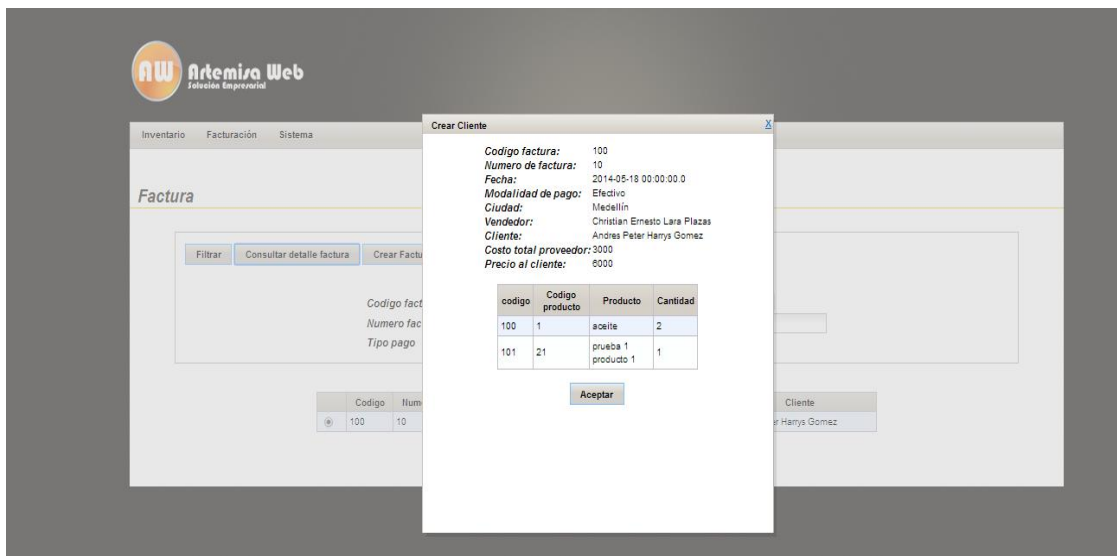 AW Artemisa Web
Solución Empresarial
Inventario Facturación Sistema
Factura
Filtrar Consultar detalle factura Crear Factu
Codigo fact
Numero fac
Tipo pago
Codigo Num Cliente
100 10 er Harrys Gomez
Crear Cliente X
Codigo factura: 100
Numero de factura: 10
Fecha: 2014-05-18 00:00:00.0
Modalidad de pago: Efectivo
Ciudad: Medellín
Vendedor: Christian Ernesto Lara Plazas
Cliente: Andres Peter Harrys Gomez
Costo total proveedor: 3000
Precio al cliente: 6000
codigo Codigo producto Producto Cantidad
100 1 aceite 2
101 21 prueba 1 producto 1 1
Aceptar